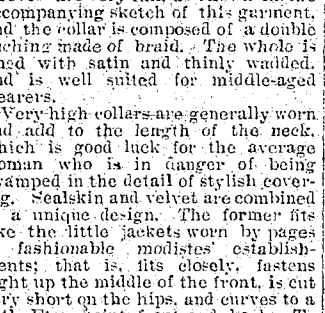 ccompanying sketch of this garment,
nd the collar is composed of a double
ching made of braid. The whole is
ned with satin and thinly wadded.
nd is well suited for middle-aged
earers.
Very high collars are generally worn
nd add to the length of the neck,
hich is good luck for the average
oman who is in danger of being
amped in the detail of stylish cover-
g. Sealskin and velvet are combined
a unique design. The former fits
ke the little jackets worn by pages
fashionable modistes' establish-
ents; that is, fits closely, fastens
ght up the middle of the front, is cut
ry short on the hips, and curves to a